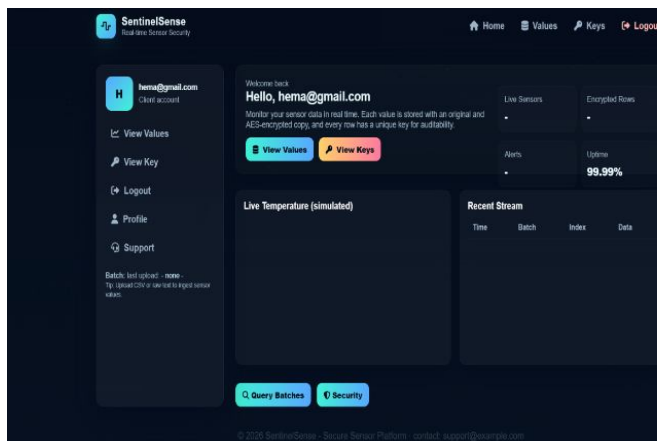 SentinelSense
Real-time Sensor Security
Home
Values
Keys
Logou
H
hema@gmail.com
Client account
View Values
View Key
Logout
Profile
Support
Batch: last upload: - none -
Tip: Upload CSV or raw text to ingest sensor
values.
Welcome back
Hello, hema@gmail.com
Monitor your sensor data in real time. Each value is stored with an original and
AES-encrypted copy, and every row has a unique key for auditability.
View Values
View Keys
Live Sensors
-
Encrypted Rows
-
Alerts
-
Uptime
99.99%
Live Temperature (simulated)
Recent Stream
Time Batch Index Data
Query Batches
Security
© 2026 SentinelSense - Secure Sensor Platform - contact: support@example.com